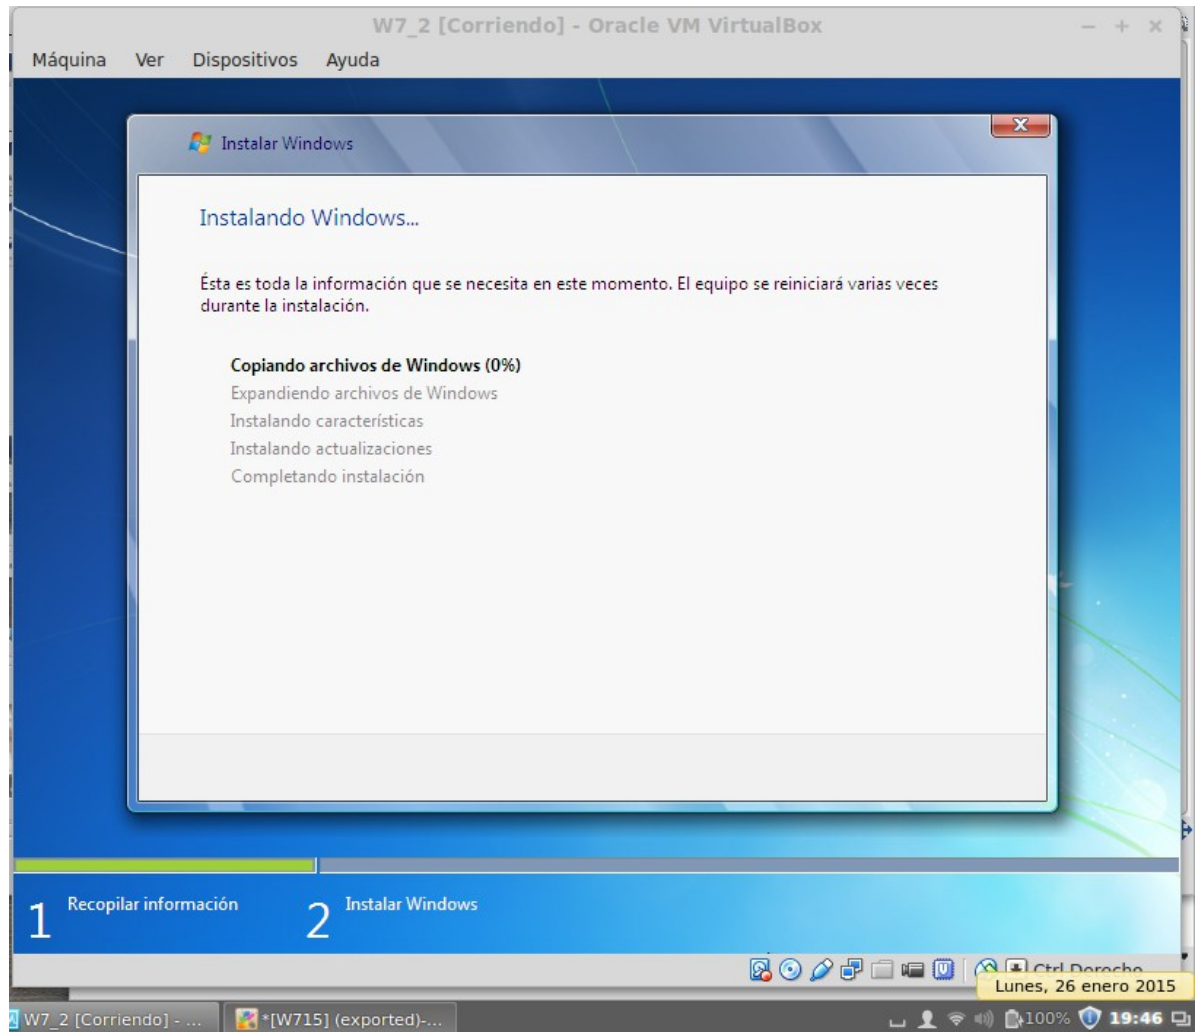 W7_2 [Corriendo] - Oracle VM VirtualBox
Máquina Ver Dispositivos Ayuda
Instalar Windows
Instalando Windows...
Ésta es toda la información que se necesita en este momento. El equipo se reiniciará varias veces
durante la instalación.
Copiando archivos de Windows (0%)
Expandiendo archivos de Windows
Instalando características
Instalando actualizaciones
Completando instalación
1 Recopilar información 2 Instalar Windows
Ctrl Derecho
Lunes, 26 enero 2015
W7_2 [Corriendo] - ... *[W715] (exported)-... 100% 19:46